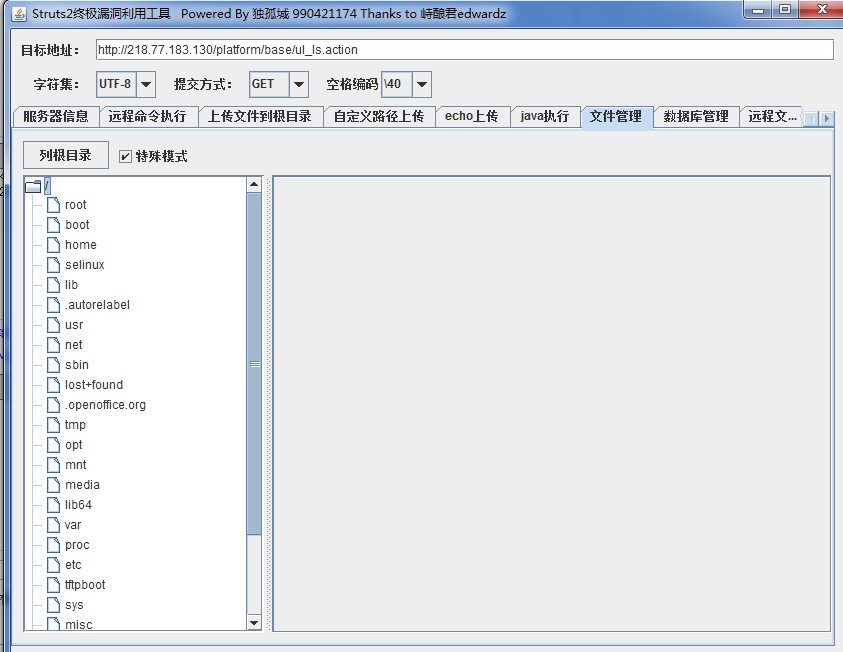 Struts2终极漏洞利用工具 Powered By 独孤城 990421174 Thanks to 峙酿君edwardz
目标地址： http://218.77.183.130/platform/base/ul_ls.action
字符集： UTF-8 提交方式： GET 空格编码 \40
服务器信息 远程命令执行 上传文件到根目录 自定义路径上传 echo上传 java执行 文件管理 数据库管理 远程文...
列根目录 特殊模式
/
root
boot
home
selinux
lib
.autorelabel
usr
net
sbin
lost+found
.openoffice.org
tmp
opt
mnt
media
lib64
var
proc
etc
tftpboot
sys
misc